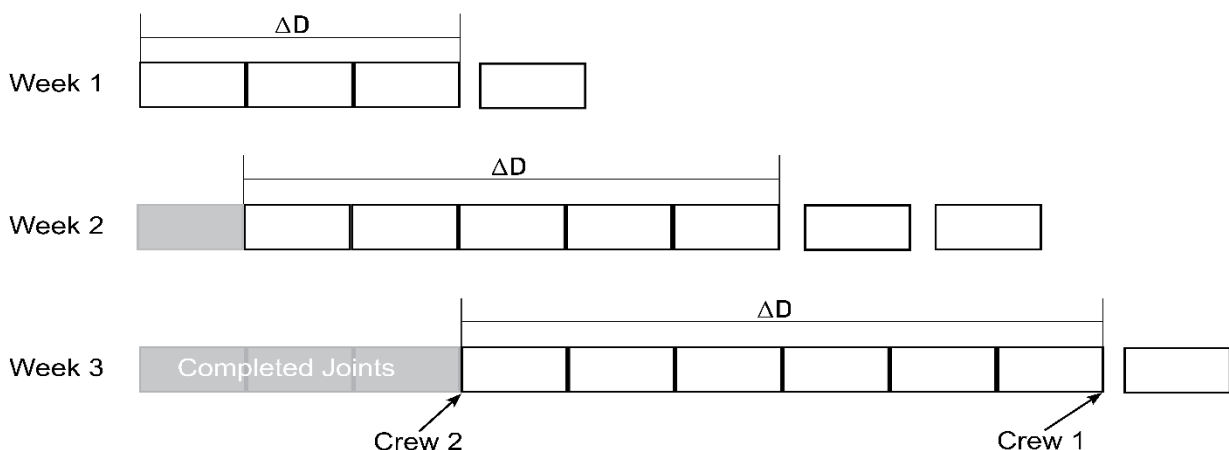 ΔD
Week 1
ΔD
Week 2
ΔD
Week 3
Completed Joints
Crew 2
Crew 1